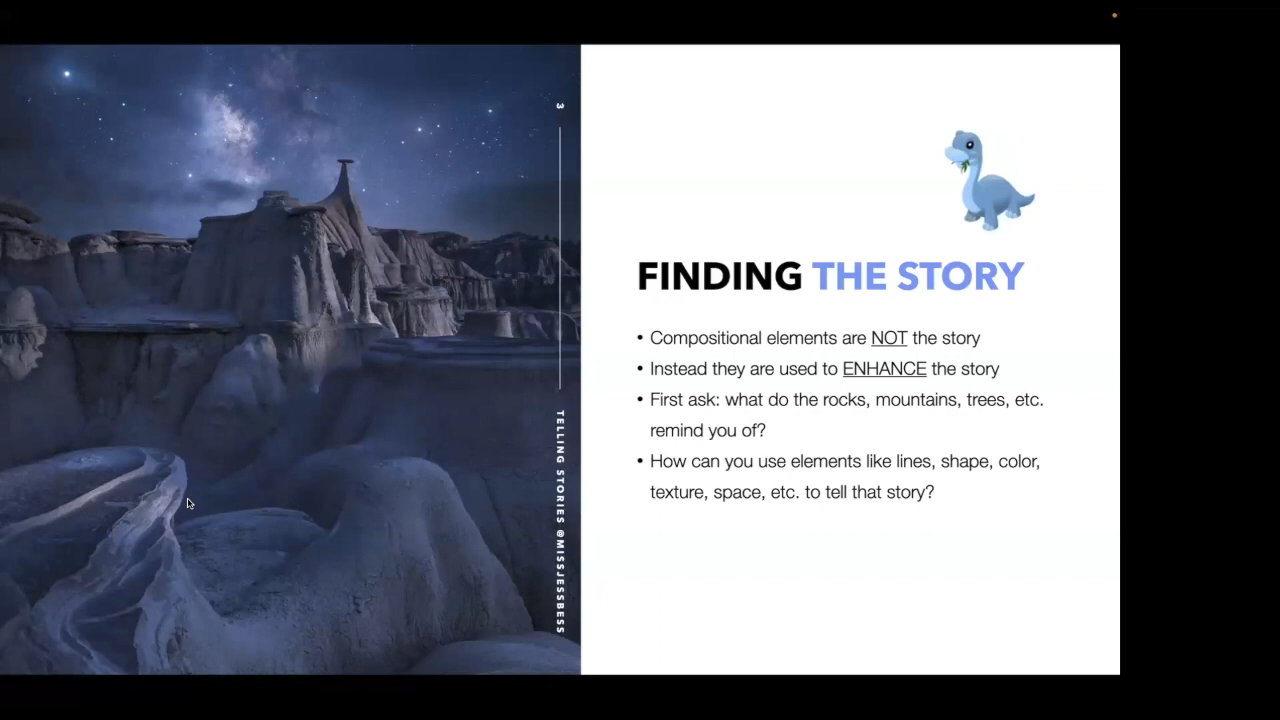 3
TELLING STORIES @MISSJESSBESS
FINDING THE STORY
• Compositional elements are NOT the story
• Instead they are used to ENHANCE the story
• First ask: what do the rocks, mountains, trees, etc.
remind you of?
• How can you use elements like lines, shape, color,
texture, space, etc. to tell that story?